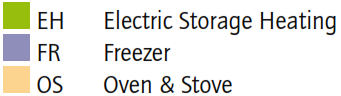 EH Electric Storage Heating
FR Freezer
OS Oven & Stove